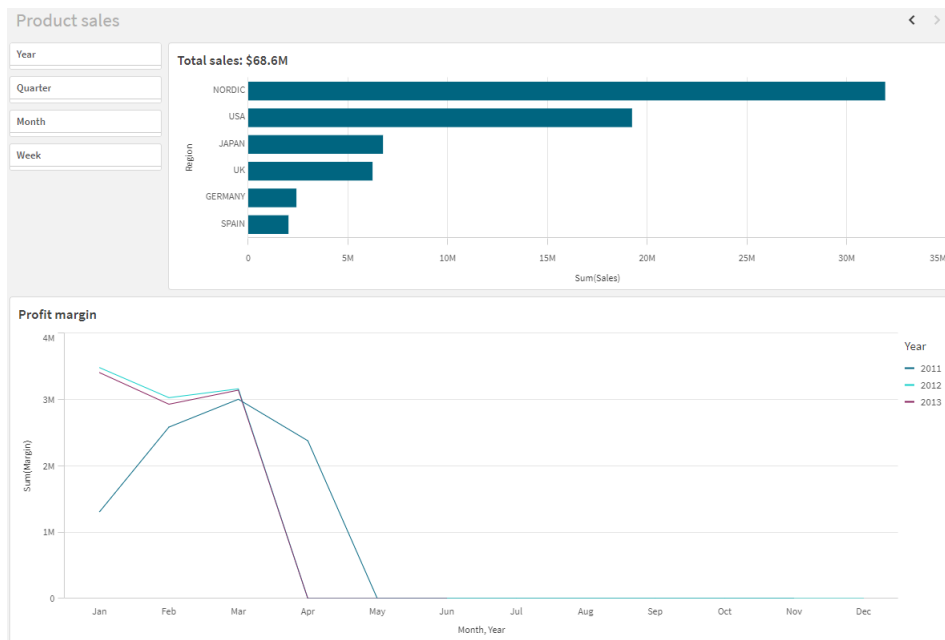 Product sales
Year
Quarter
Month
Week
Total sales: $68.6M
Region
NORDIC
USA
JAPAN
UK
GERMANY
SPAIN
0 5M 10M 15M 20M 25M 30M 35M
Sum(Sales)
Profit margin
Sum(Margin)
4M
3M
2M
1M
0
Jan Feb Mar Apr May Jun Jul Aug Sep Oct Nov Dec
Month, Year
Year
2011
2012
2013